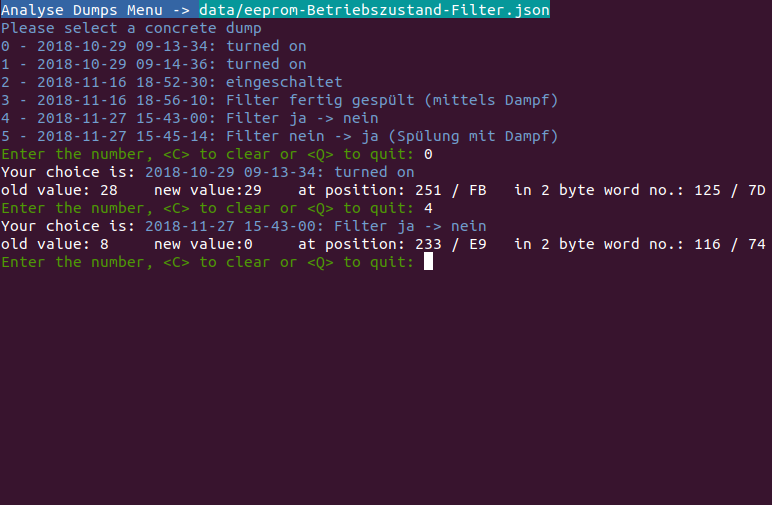 Analyse Dumps Menu -> data/eeprom-Betriebszustand-Filter.json
Please select a concrete dump
0 - 2018-10-29 09-13-34: turned on
1 - 2018-10-29 09-14-36: turned on
2 - 2018-11-16 18-52-30: eingeschaltet
3 - 2018-11-16 18-56-10: Filter fertig gespült (mittels Dampf)
4 - 2018-11-27 15-43-00: Filter ja -> nein
5 - 2018-11-27 15-45-14: Filter nein -> ja (Spülung mit Dampf)
Enter the number, <C> to clear or <Q> to quit: 0
Your choice is: 2018-10-29 09-13-34: turned on
old value: 28    new value:29    at position: 251 / FB   in 2 byte word no.: 125 / 7D
Enter the number, <C> to clear or <Q> to quit: 4
Your choice is: 2018-11-27 15-43-00: Filter ja -> nein
old value: 8     new value:0     at position: 233 / E9   in 2 byte word no.: 116 / 74
Enter the number, <C> to clear or <Q> to quit: